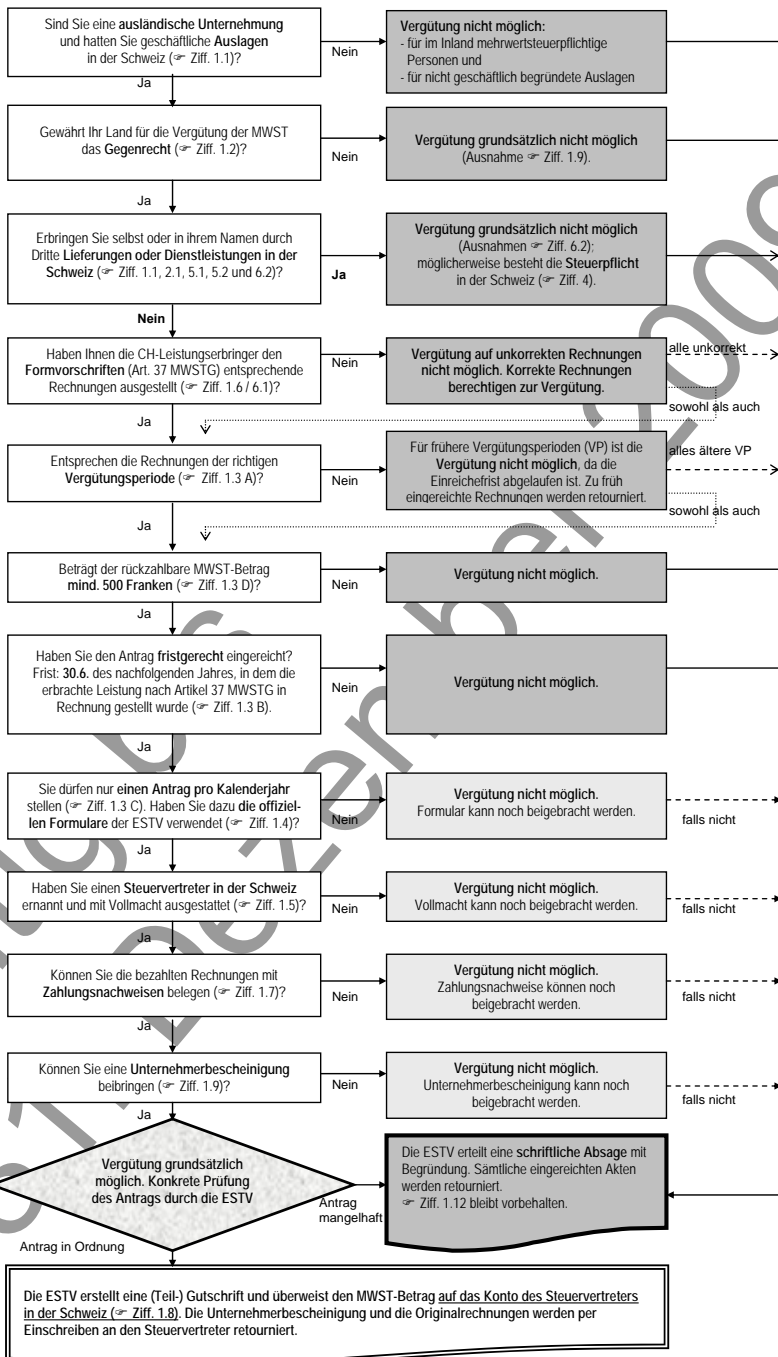 Sind Sie eine ausländische Unternehmung
und hatten Sie geschäftliche Auslagen
in der Schweiz (☞ Ziff. 1.1)?
Nein
Vergütung nicht möglich:
- für im Inland mehrwertsteuerpflichtige
Personen und
- für nicht geschäftlich begründete Auslagen
Ja
Gewährt Ihr Land für die Vergütung der MWST
das Gegenrecht (☞ Ziff. 1.2)?
Nein
Vergütung grundsätzlich nicht möglich
(Ausnahme ☞ Ziff. 1.9).
Ja
Erbringen Sie selbst oder in ihrem Namen durch
Dritte Lieferungen oder Dienstleistungen in der
Schweiz (☞ Ziff. 1.1, 2.1, 5.1, 5.2 und 6.2)?
Ja
Vergütung grundsätzlich nicht möglich
(Ausnahmen ☞ Ziff. 6.2);
möglicherweise besteht die Steuerpflicht
in der Schweiz (☞ Ziff. 4).
Nein
Haben Ihnen die CH-Leistungserbringer den
Formvorschriften (Art. 37 MWSTG) entsprechende
Rechnungen ausgestellt (☞ Ziff. 1.6 / 6.1)?
Nein
Vergütung auf unkorrekten Rechnungen
nicht möglich. Korrekte Rechnungen
berechtigen zur Vergütung.
alle unkorrekt
sowohl als auch
Ja
Entsprechen die Rechnungen der richtigen
Vergütungsperiode (☞ Ziff. 1.3 A)?
Nein
Für frühere Vergütungsperioden (VP) ist die
Vergütung nicht möglich, da die
Einreichefrist abgelaufen ist. Zu früh
eingereichte Rechnungen werden retourniert.
alles ältere VP
sowohl als auch
Ja
Beträgt der rückzahlbare MWST-Betrag
mind. 500 Franken (☞ Ziff. 1.3 D)?
Nein
Vergütung nicht möglich.
Ja
Haben Sie den Antrag fristgerecht eingereicht?
Frist: 30.6. des nachfolgenden Jahres, in dem die
erbrachte Leistung nach Artikel 37 MWSTG in
Rechnung gestellt wurde (☞ Ziff. 1.3 B).
Nein
Vergütung nicht möglich.
Ja
Sie dürfen nur einen Antrag pro Kalenderjahr
stellen (☞ Ziff. 1.3 C). Haben Sie dazu die offiziel-
len Formulare der ESTV verwendet (☞ Ziff. 1.4)?
Nein
Vergütung nicht möglich.
Formular kann noch beigebracht werden.
falls nicht
Ja
Haben Sie einen Steuervertreter in der Schweiz
ernannt und mit Vollmacht ausgestattet (☞ Ziff. 1.5)?
Nein
Vergütung nicht möglich.
Vollmacht kann noch beigebracht werden.
falls nicht
Ja
Können Sie die bezahlten Rechnungen mit
Zahlungsnachweisen belegen (☞ Ziff. 1.7)?
Nein
Vergütung nicht möglich.
Zahlungsnachweise können noch
beigebracht werden.
falls nicht
Ja
Können Sie eine Unternehmerbescheinigung
beibringen (☞ Ziff. 1.9)?
Nein
Vergütung nicht möglich.
Unternehmerbescheinigung kann noch
beigebracht werden.
falls nicht
Ja
Vergütung grundsätzlich
möglich. Konkrete Prüfung
des Antrags durch die ESTV
Antrag
mangelhaft
Die ESTV erteilt eine schriftliche Absage mit
Begründung. Sämtliche eingereichten Akten
werden retourniert.
☞ Ziff. 1.12 bleibt vorbehalten.
Antrag in Ordnung
Die ESTV erstellt eine (Teil-) Gutschrift und überweist den MWST-Betrag auf das Konto des Steuervertreters
in der Schweiz (☞ Ziff. 1.8). Die Unternehmerbescheinigung und die Originalrechnungen werden per
Einschreiben an den Steuervertreter retourniert.